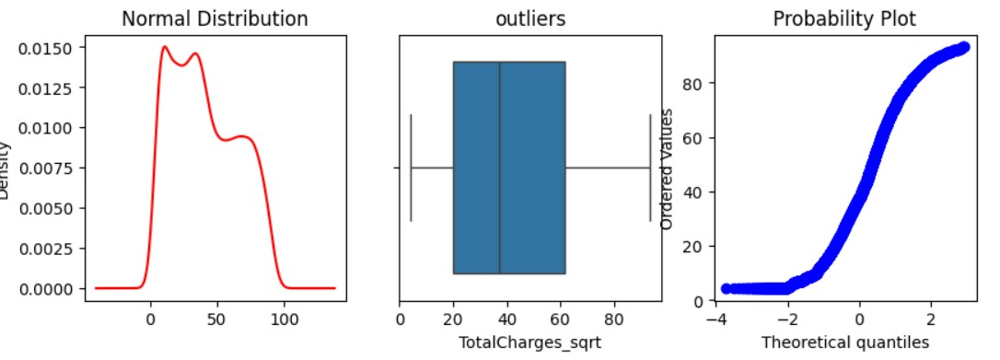 Normal Distribution
0.0150
0.0125
0.0100
0.0075
0.0050
0.0025
0.0000
Density
0 50 100
outliers
0 20 40 60 80
TotalCharges_sqrt
Probability Plot
Ordered Values
80
60
40
20
0
−4 −2 0 2
Theoretical quantiles